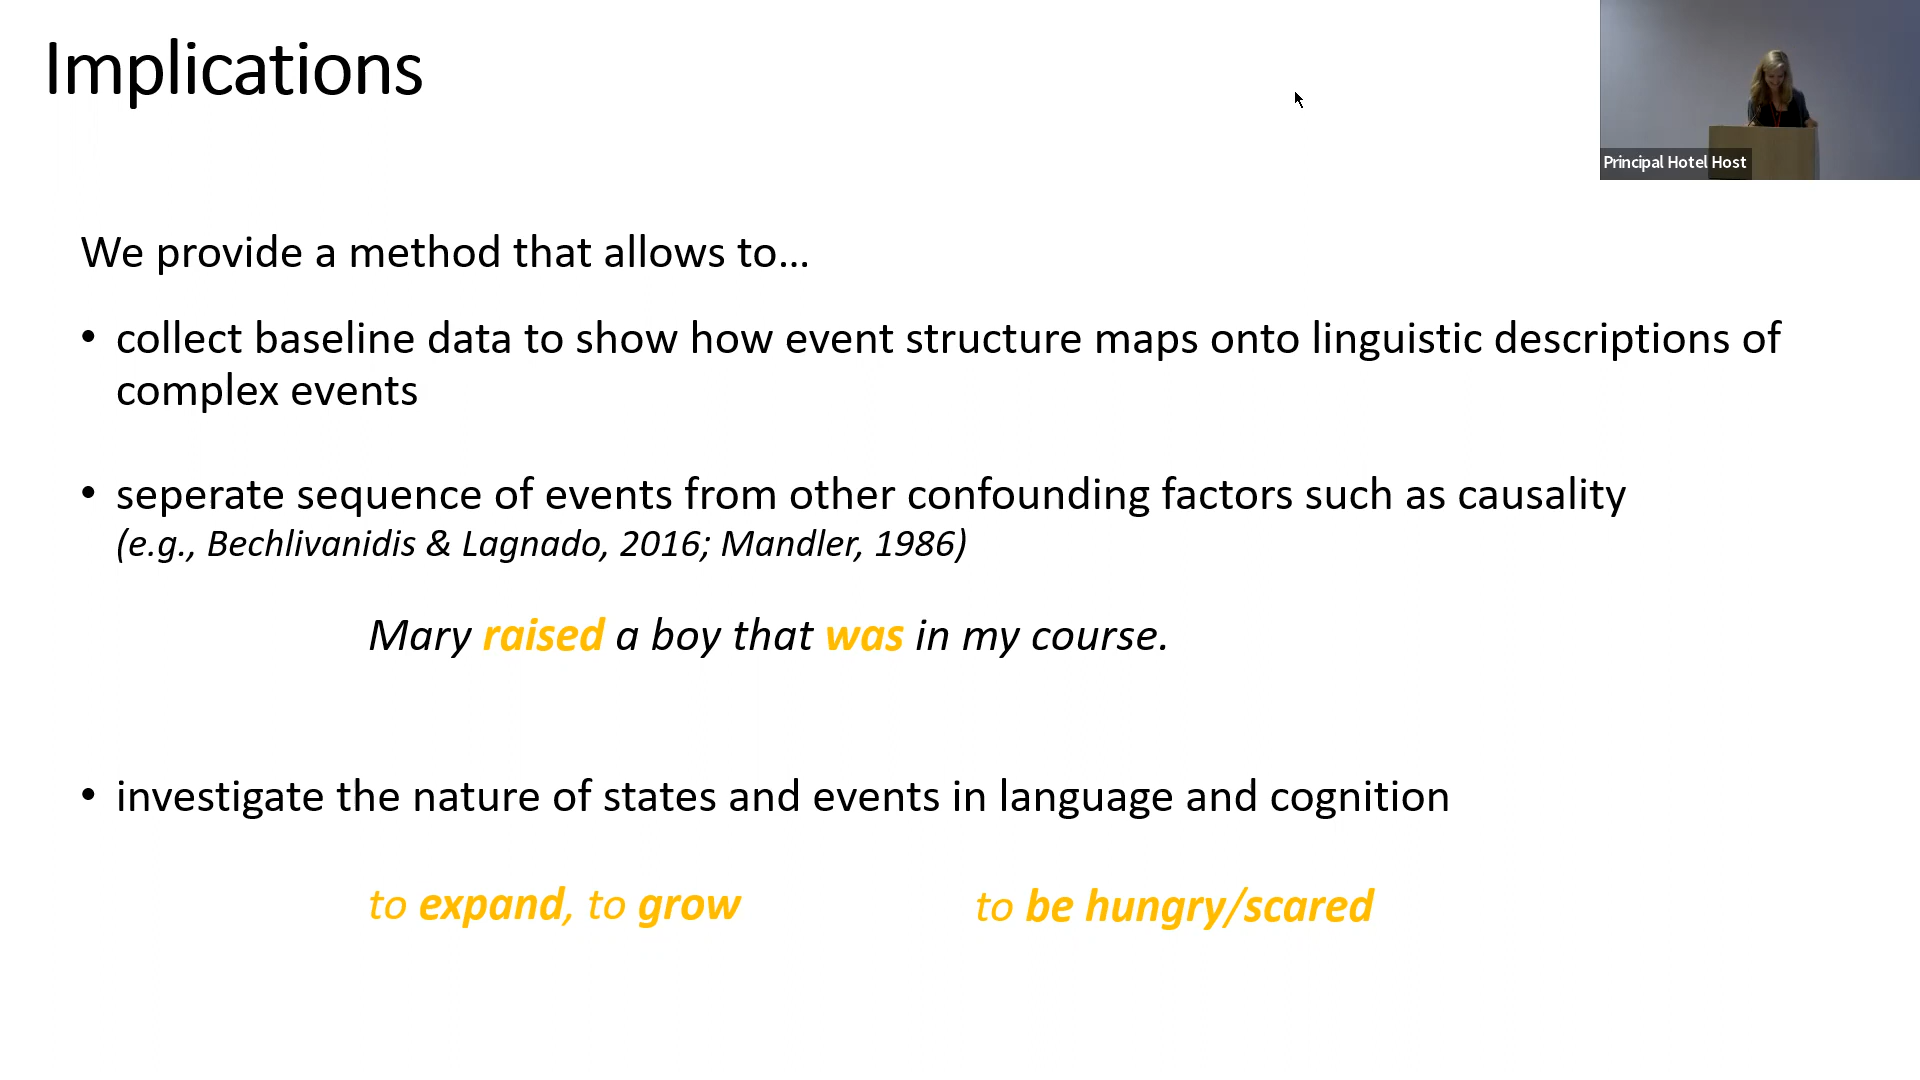 Implications
Principal Hotel Host
We provide a method that allows to...
• collect baseline data to show how event structure maps onto linguistic descriptions of
complex events
• seperate sequence of events from other confounding factors such as causality
(e.g., Bechlivanidis & Lagnado, 2016; Mandler, 1986)
Mary raised a boy that was in my course.
• investigate the nature of states and events in language and cognition
to expand, to grow
to be hungry/scared